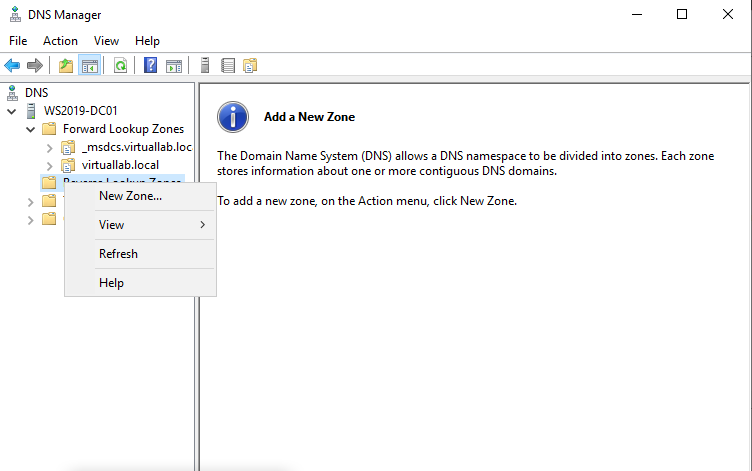 DNS Manager
File Action View Help
DNS
WS2019-DC01
Forward Lookup Zones
_msdcs.virtuallab.loc
virtuallab.local
Reverse Lookup Zones
New Zone...
View
Refresh
Help
Add a New Zone
The Domain Name System (DNS) allows a DNS namespace to be divided into zones. Each zone
stores information about one or more contiguous DNS domains.
To add a new zone, on the Action menu, click New Zone.